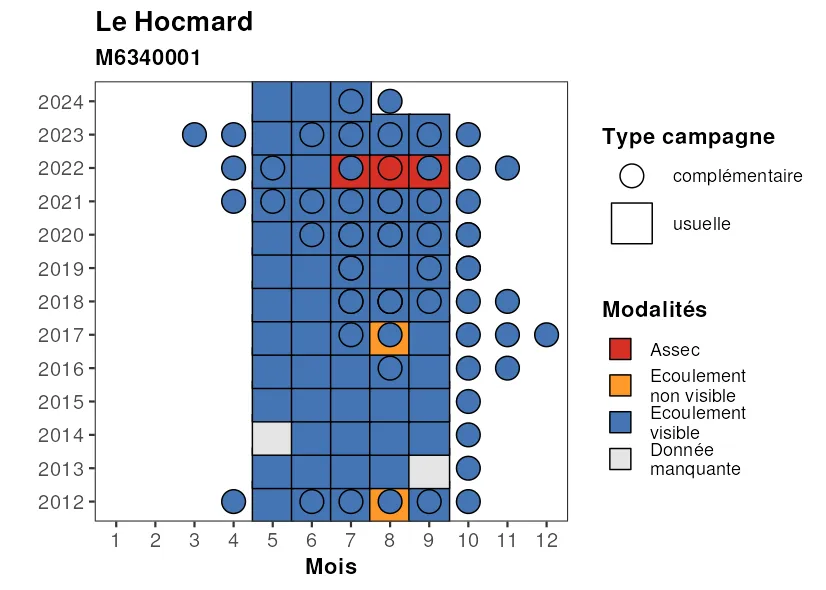 Le Hocmard
M6340001
2024
2023
2022
2021
2020
2019
2018
2017
2016
2015
2014
2013
2012
1 2 3 4 5 6 7 8 9 10 11 12
Mois
Type campagne
complémentaire
usuelle
Modalités
Assec
Ecoulement
non visible
Ecoulement
visible
Donnée
manquante